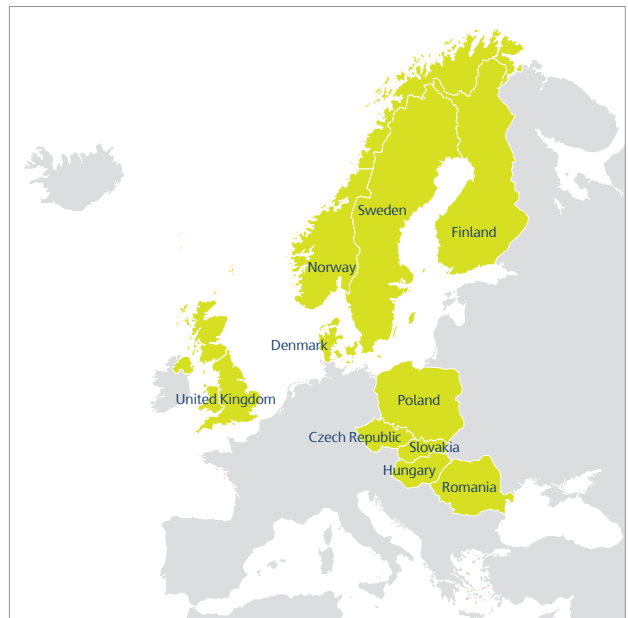 Sweden
Finland
Norway
Denmark
United Kingdom
Poland
Czech Republic
Slovakia
Hungary
Romania